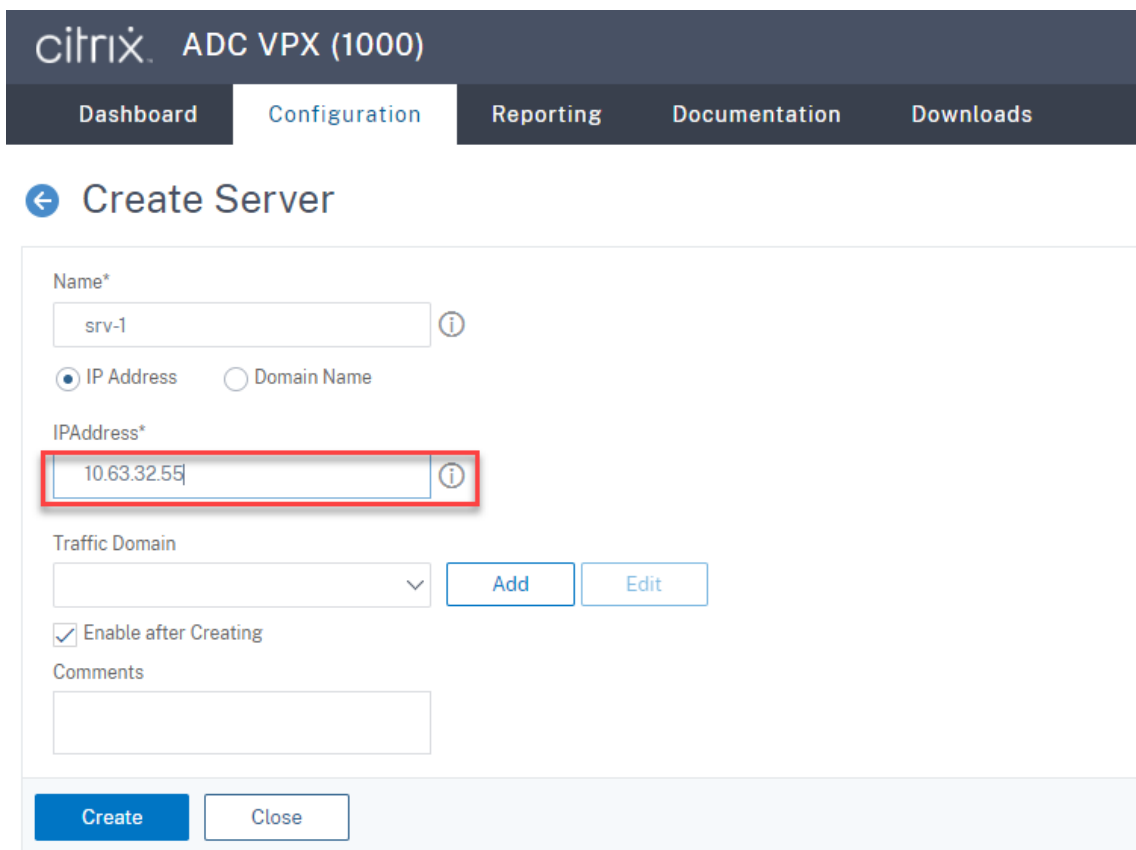 citrix. ADC VPX (1000)
Dashboard Configuration Reporting Documentation Downloads
Create Server
Name*
srv-1
IP Address Domain Name
IPAddress*
10.63.32.55
Traffic Domain
Add Edit
Enable after Creating
Comments
Create Close